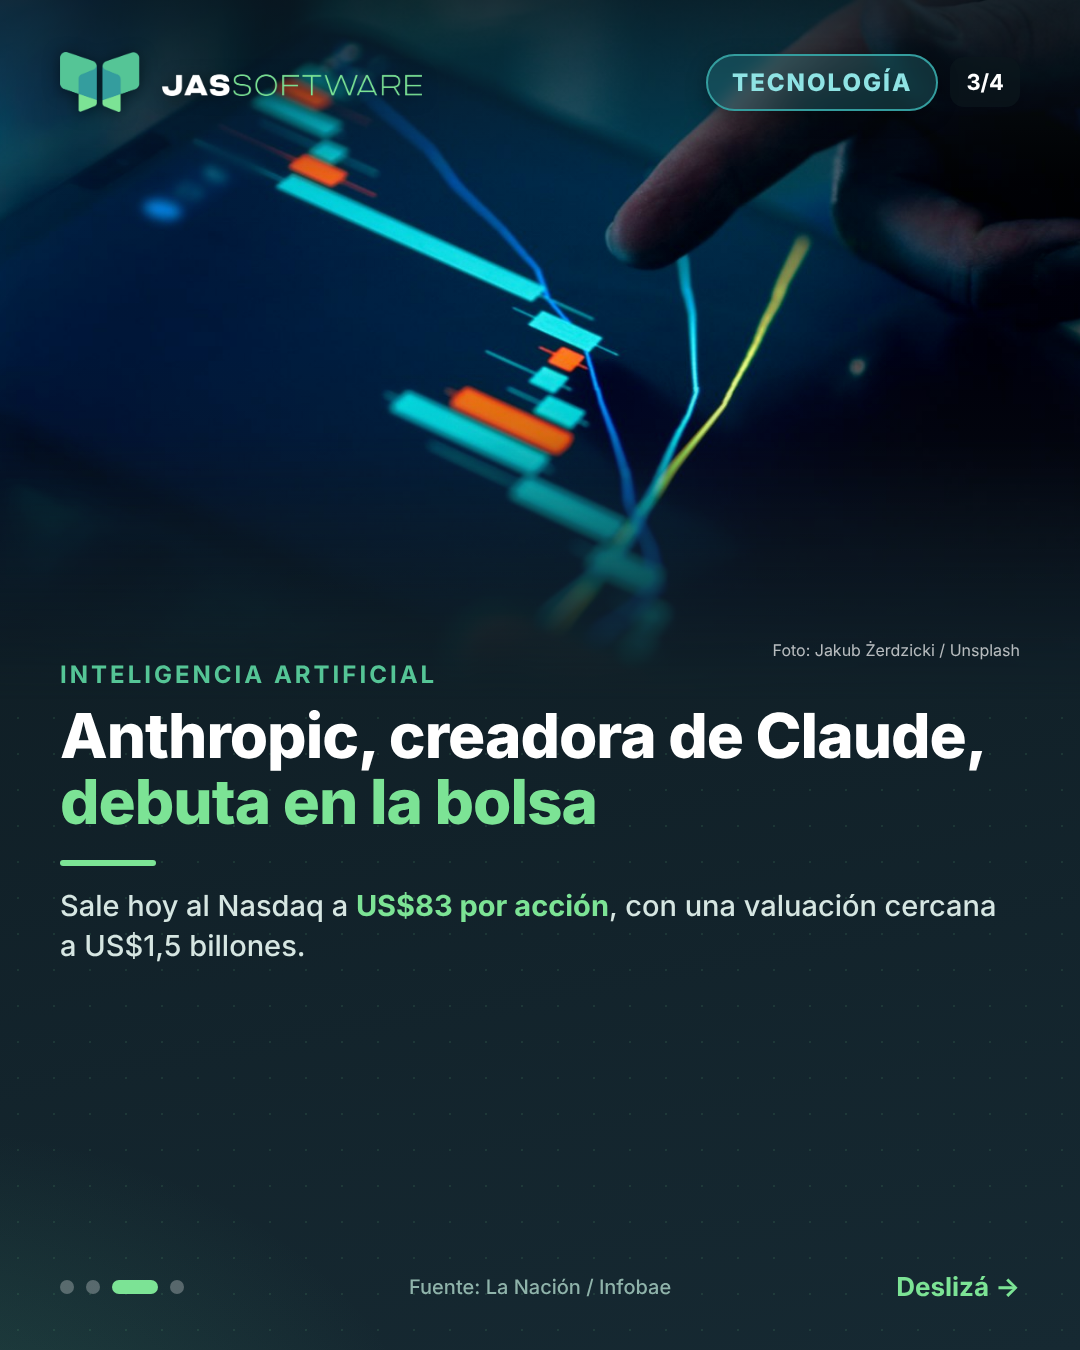 JASSOFTWARE
TECNOLOGÍA
3/4
Foto: Jakub Żerdzicki / Unsplash
INTELIGENCIA ARTIFICIAL
Anthropic, creadora de Claude,
debuta en la bolsa
Sale hoy al Nasdaq a US$83 por acción, con una valuación cercana
a US$1,5 billones.
Fuente: La Nación / Infobae
Deslizá →